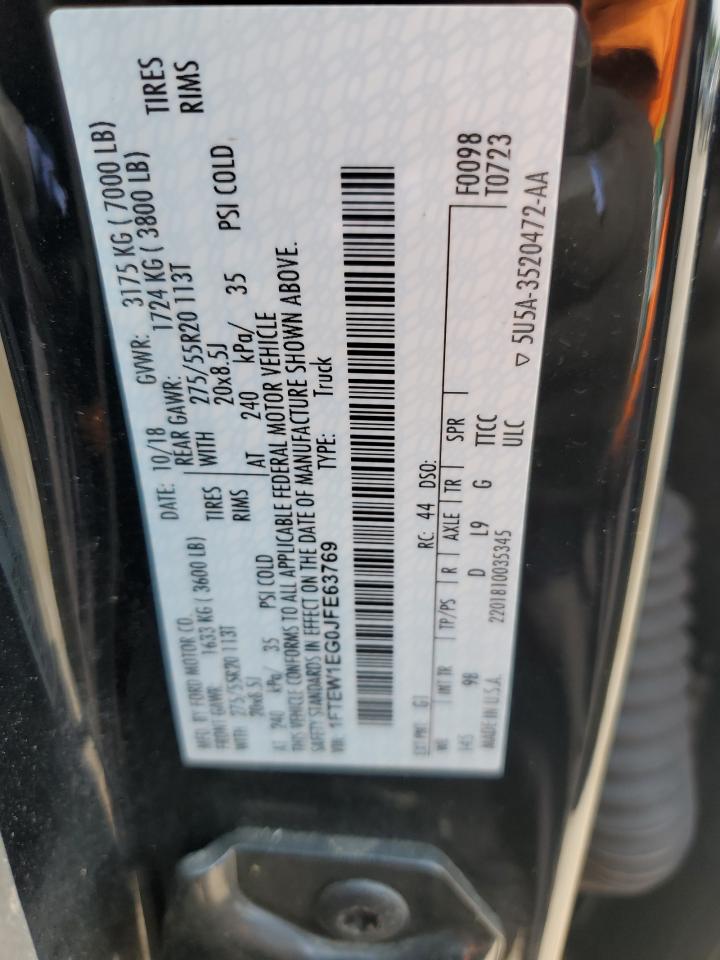 MFD. BY FORD MOTOR CO. DATE: 10/18 GVWR: 3175 KG ( 7000 LB)
FRONT GAWR: 1633 KG ( 3600 LB) REAR GAWR: 1724 KG ( 3800 LB)
WITH 275/55R20 113T TIRES WITH 275/55R20 113T TIRES
20x8.5J RIMS 20x8.5J RIMS
AT 240 kPa/ 35 PSI COLD AT 240 kPa/ 35 PSI COLD
THIS VEHICLE CONFORMS TO ALL APPLICABLE FEDERAL MOTOR VEHICLE
SAFETY STANDARDS IN EFFECT ON THE DATE OF MANUFACTURE SHOWN ABOVE.
VIN: 1FTEW1EG0JFE63769 TYPE: Truck
EXT PNT: G1 RC: 44 DSO: F0098
WB INT TR TP/PS R AXLE TR SPR T0723
145 9B D L9 G TTCC
ULC
MADE IN U.S.A. 2201810035345 ▽ 5U5A-3520472-AA